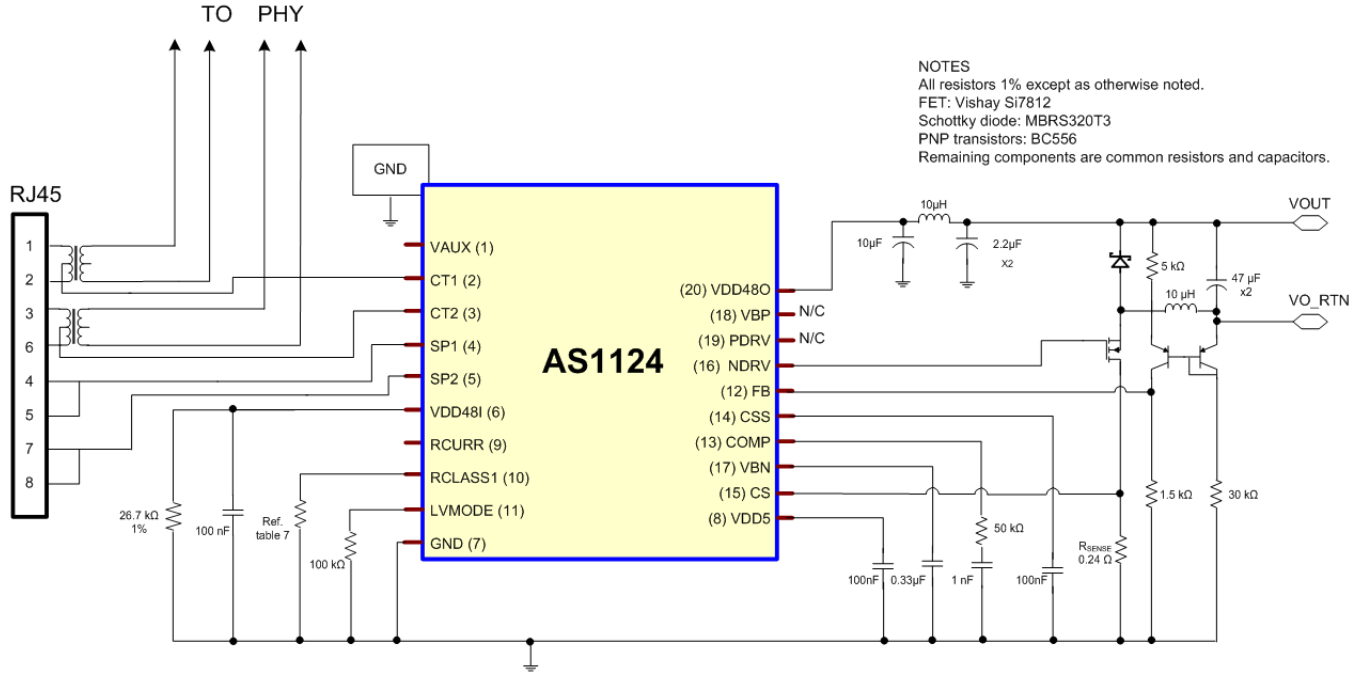 TO PHY
NOTES
All resistors 1% except as otherwise noted.
FET: Vishay Si7812
Schottky diode: MBRS320T3
PNP transistors: BC556
Remaining components are common resistors and capacitors.
GND
RJ45
1
2
3
6
4
5
7
8
VAUX (1)
CT1 (2)
CT2 (3)
SP1 (4)
SP2 (5)
VDD48I (6)
RCURR (9)
RCLASS1 (10)
LVMODE (11)
GND (7)
AS1124
(20) VDD48O
(18) VBP
(19) PDRV
(16) NDRV
(12) FB
(14) CSS
(13) COMP
(17) VBN
(15) CS
(8) VDD5
N/C
N/C
10µH
10µF
2.2µF
X2
VOUT
5 kΩ
47 µF
x2
10 µH
VO_RTN
26.7 kΩ
1%
100 nF
Ref.
table 7
100 kΩ
100nF
0.33µF
50 kΩ
1 nF
100nF
RSENSE
0.24 Ω
1.5 kΩ
30 kΩ